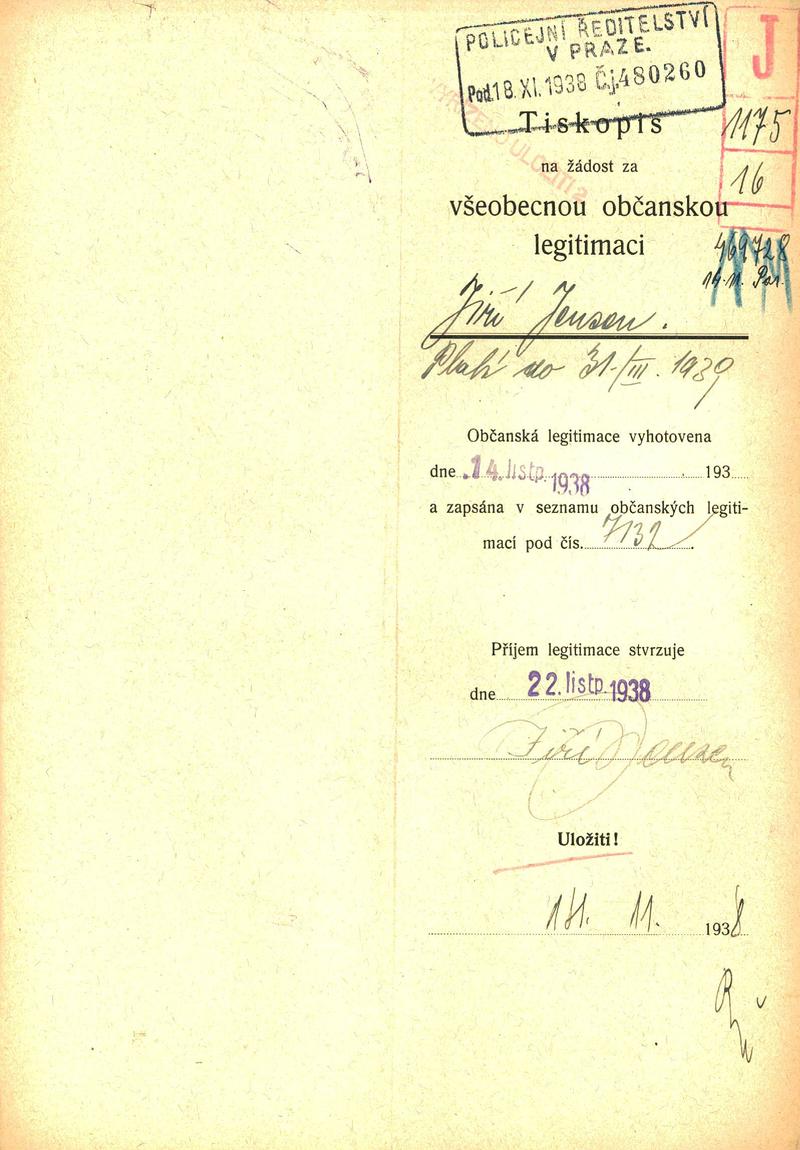 POLICEJNÍ ŘEDITELSTVÍ
V PRAZE.
Pod. 18. XI. 1938 Čj. 480260
J
1175
16
Tiskopis
na žádost za
všeobecnou občanskou
legitimaci
469728
14.11.
Jiří Jensen.
Platí do 31./III. 1939
Občanská legitimace vyhotovena
dne 14. listp. 1938 193
a zapsána v seznamu občanských legiti-
mací pod čís. 7132
Příjem legitimace stvrzuje
dne 22. listp. 1938
Jiří Jensen
Uložiti!
11. 1938